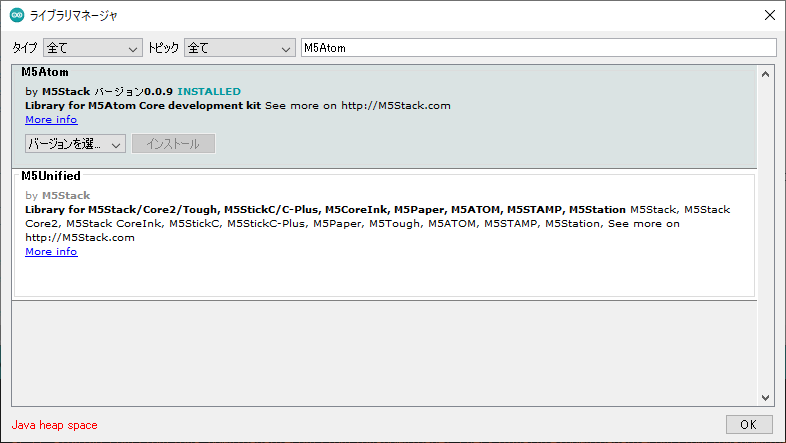 ライブラリマネージャ
タイプ 全て トピック 全て M5Atom
M5Atom
by M5Stack バージョン0.0.9 INSTALLED
Library for M5Atom Core development kit See more on http://M5Stack.com
More info
バージョンを選... インストール
M5Unified
by M5Stack
Library for M5Stack/Core2/Tough, M5StickC/C-Plus, M5CoreInk, M5Paper, M5ATOM, M5STAMP, M5Station M5Stack, M5Stack
Core2, M5Stack CoreInk, M5StickC, M5StickC-Plus, M5Paper, M5Tough, M5ATOM, M5STAMP, M5Station, See more on
http://M5Stack.com
More info
Java heap space OK